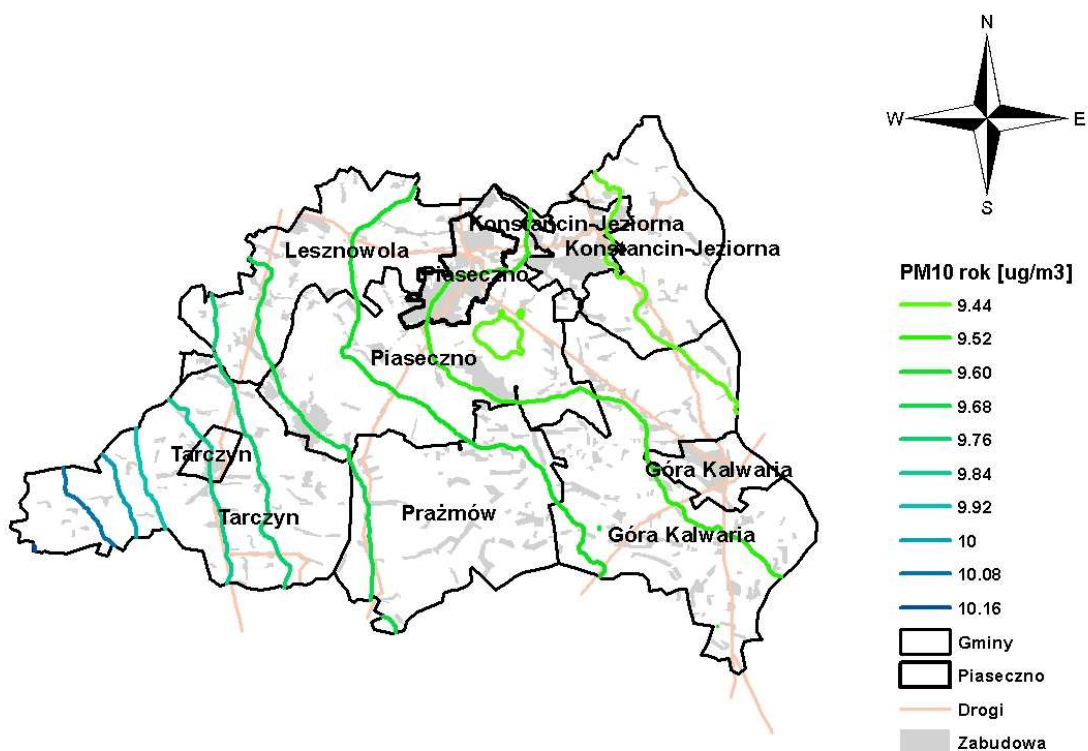 N
W
E
S
Konstancin-Jeziorna
Lesznowola
Konstancin-Jeziorna
Piaseczno
Piaseczno
Tarczyn
Góra Kalwaria
Prażmów
Tarczyn
Góra Kalwaria
PM10 rok [ug/m3]
9.44
9.52
9.60
9.68
9.76
9.84
9.92
10
10.08
10.16
Gminy
Piaseczno
Drogi
Zabudowa